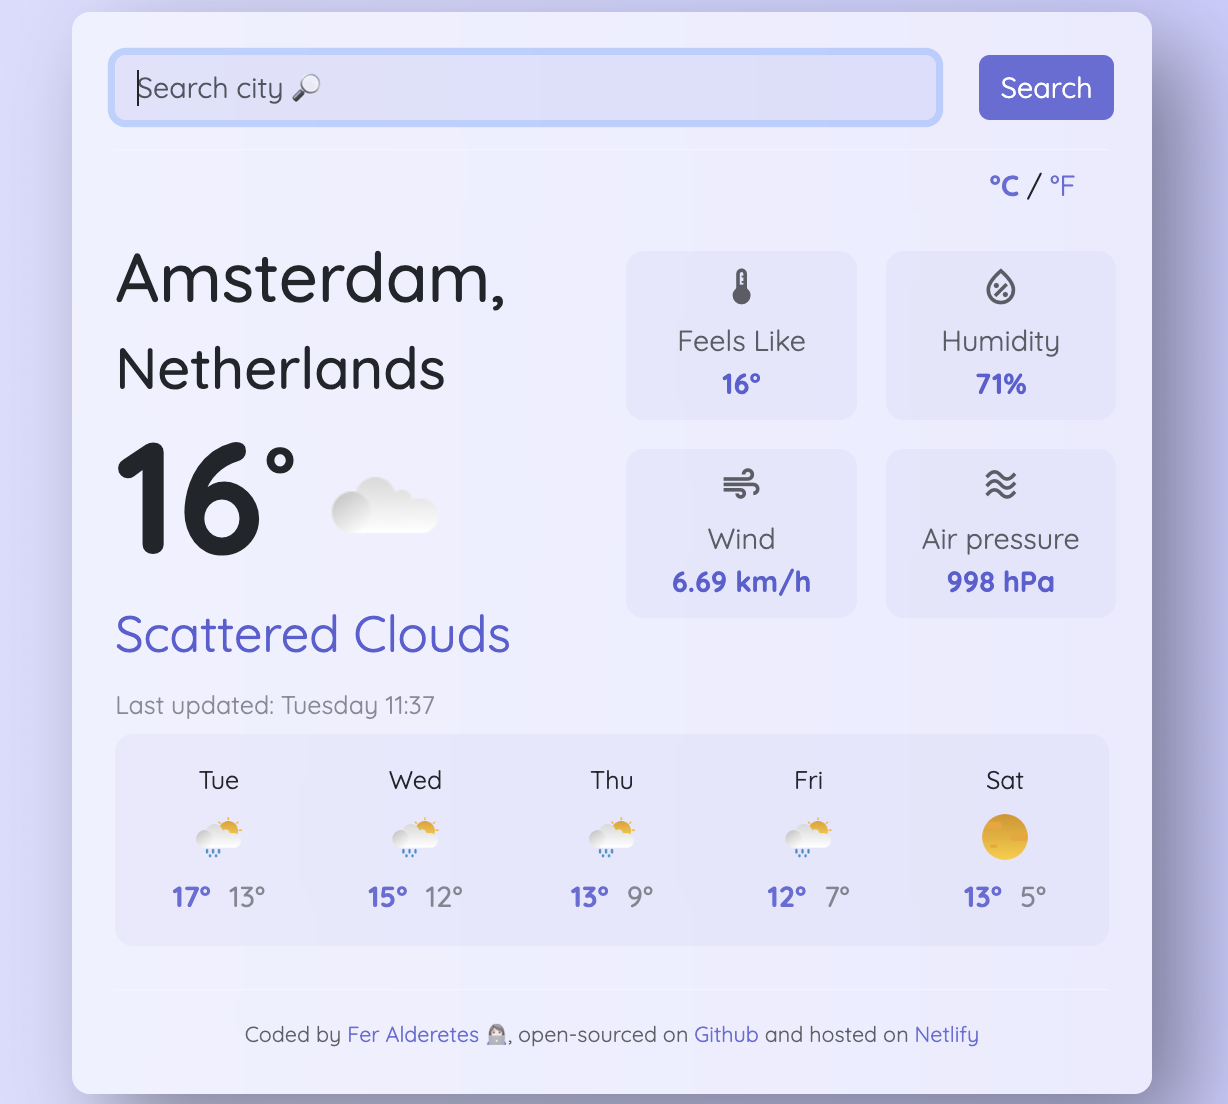 Search city 🔎
Search
°C / °F
Amsterdam,
Netherlands
16°
Scattered Clouds
Last updated: Tuesday 11:37
Feels Like
16°
Humidity
71%
Wind
6.69 km/h
Air pressure
998 hPa
Tue
17° 13°
Wed
15° 12°
Thu
13° 9°
Fri
12° 7°
Sat
13° 5°
Coded by Fer Alderetes 👩🏻‍💻, open-sourced on Github and hosted on Netlify